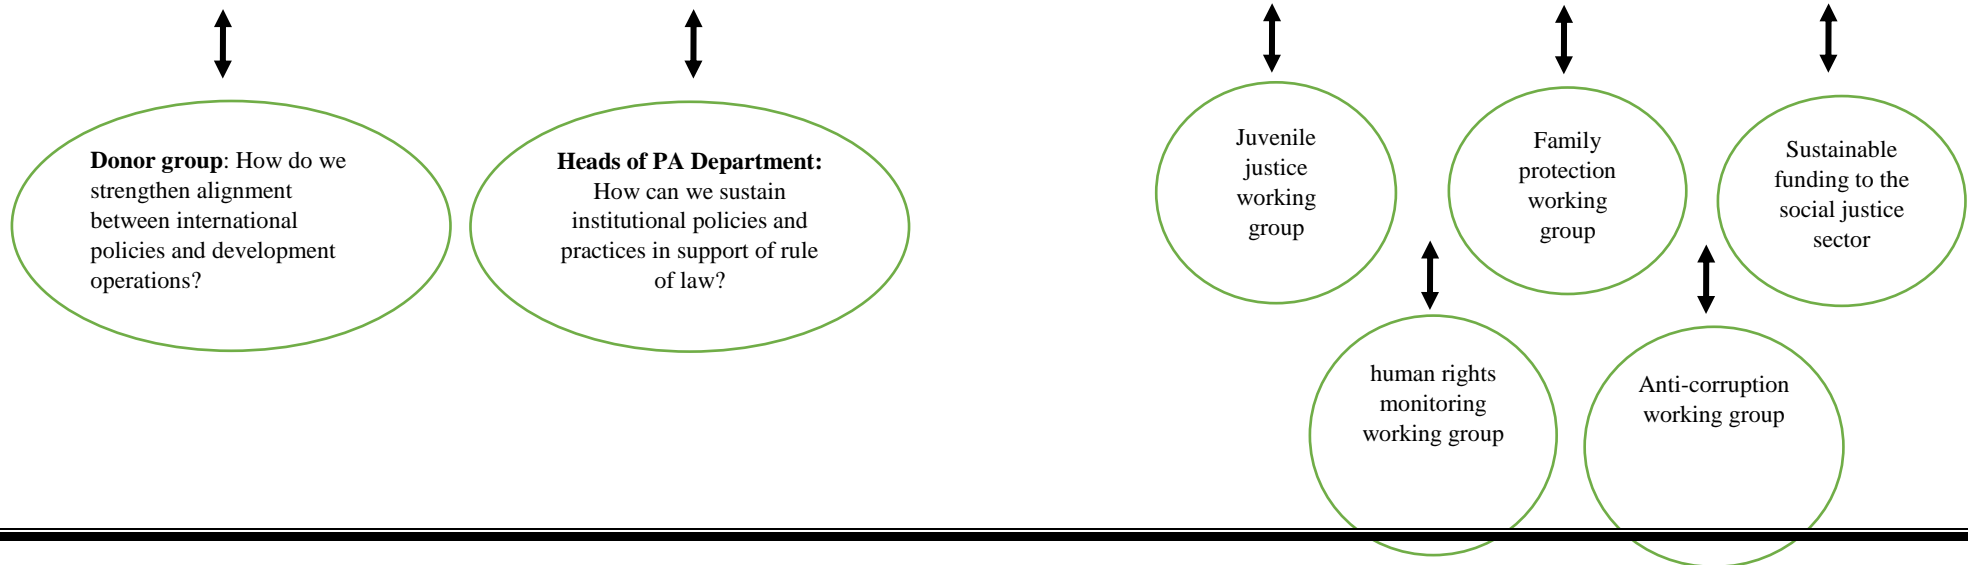 Donor group: How do we
strengthen alignment
between international
policies and development
operations?
Heads of PA Department:
How can we sustain
institutional policies and
practices in support of rule
of law?
Juvenile
justice
working
group
Family
protection
working
group
Sustainable
funding to the
social justice
sector
human rights
monitoring
working group
Anti-corruption
working group